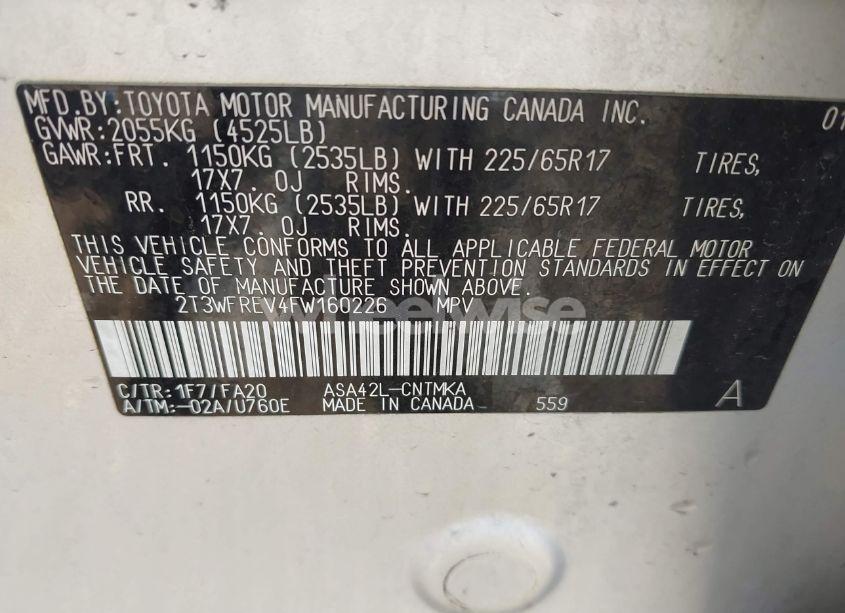 MFD.BY:TOYOTA MOTOR MANUFACTURING CANADA INC. 01
GVWR:2055KG (4525LB)
GAWR:FRT. 1150KG (2535LB) WITH 225/65R17 TIRES,
17X7.0J RIMS.
RR. 1150KG (2535LB) WITH 225/65R17 TIRES,
17X7.0J RIMS.
THIS VEHICLE CONFORMS TO ALL APPLICABLE FEDERAL MOTOR
VEHICLE SAFETY AND THEFT PREVENTION STANDARDS IN EFFECT ON
THE DATE OF MANUFACTURE SHOWN ABOVE.
2T3WFREV4FW160226 MPV
wheelwise
C/TR:1F7/FA20 ASA42L-CNTMKA
A/TM:-02A/U760E MADE IN CANADA 559 A